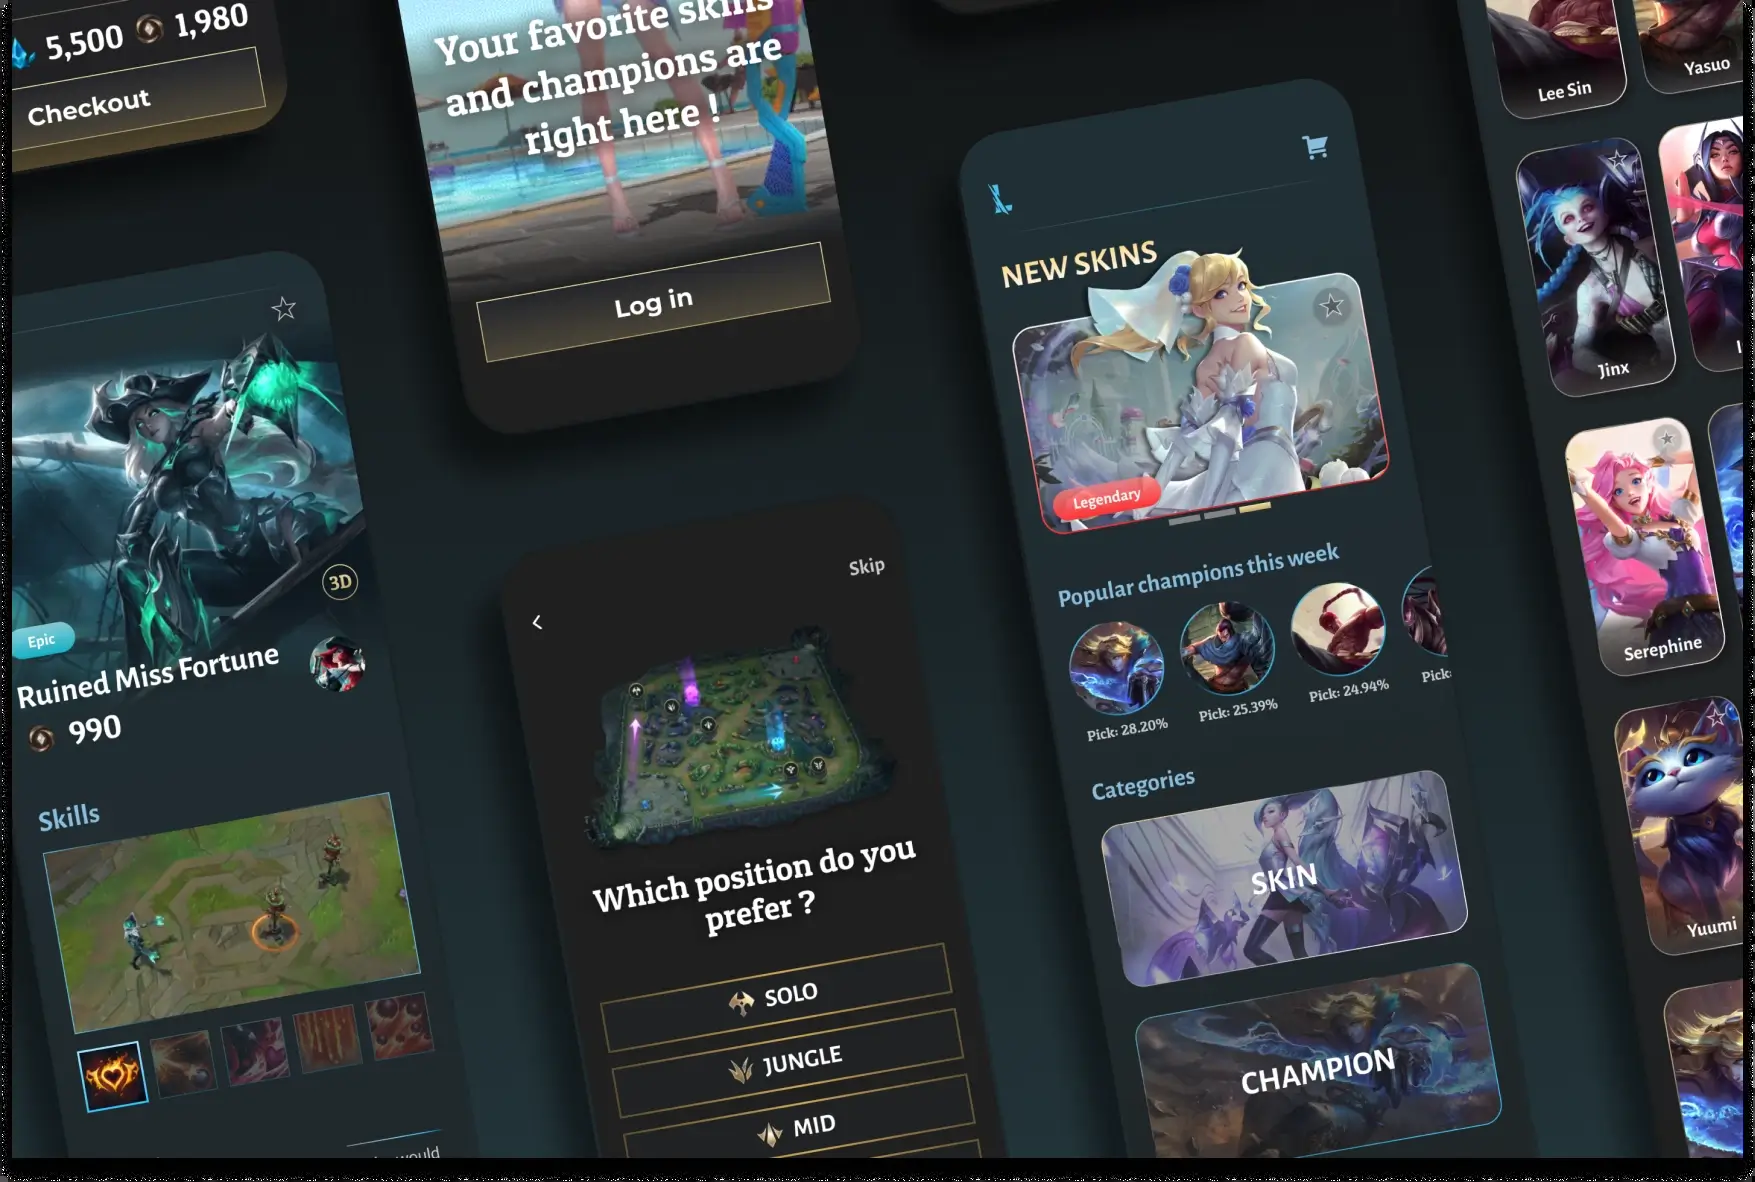 5,500 1,980
Checkout
Your favorite skins
and champions are
right here !
Log in
Epic
3D
Ruined Miss Fortune
990
Skills
would
Skip
Which position do you
prefer ?
SOLO
JUNGLE
MID
NEW SKINS
Legendary
Popular champions this week
Pick: 28.20%
Pick: 25.39%
Pick: 24.94%
Pick:
Categories
SKIN
CHAMPION
Lee Sin
Yasuo
Jinx
Serephine
Yuumi